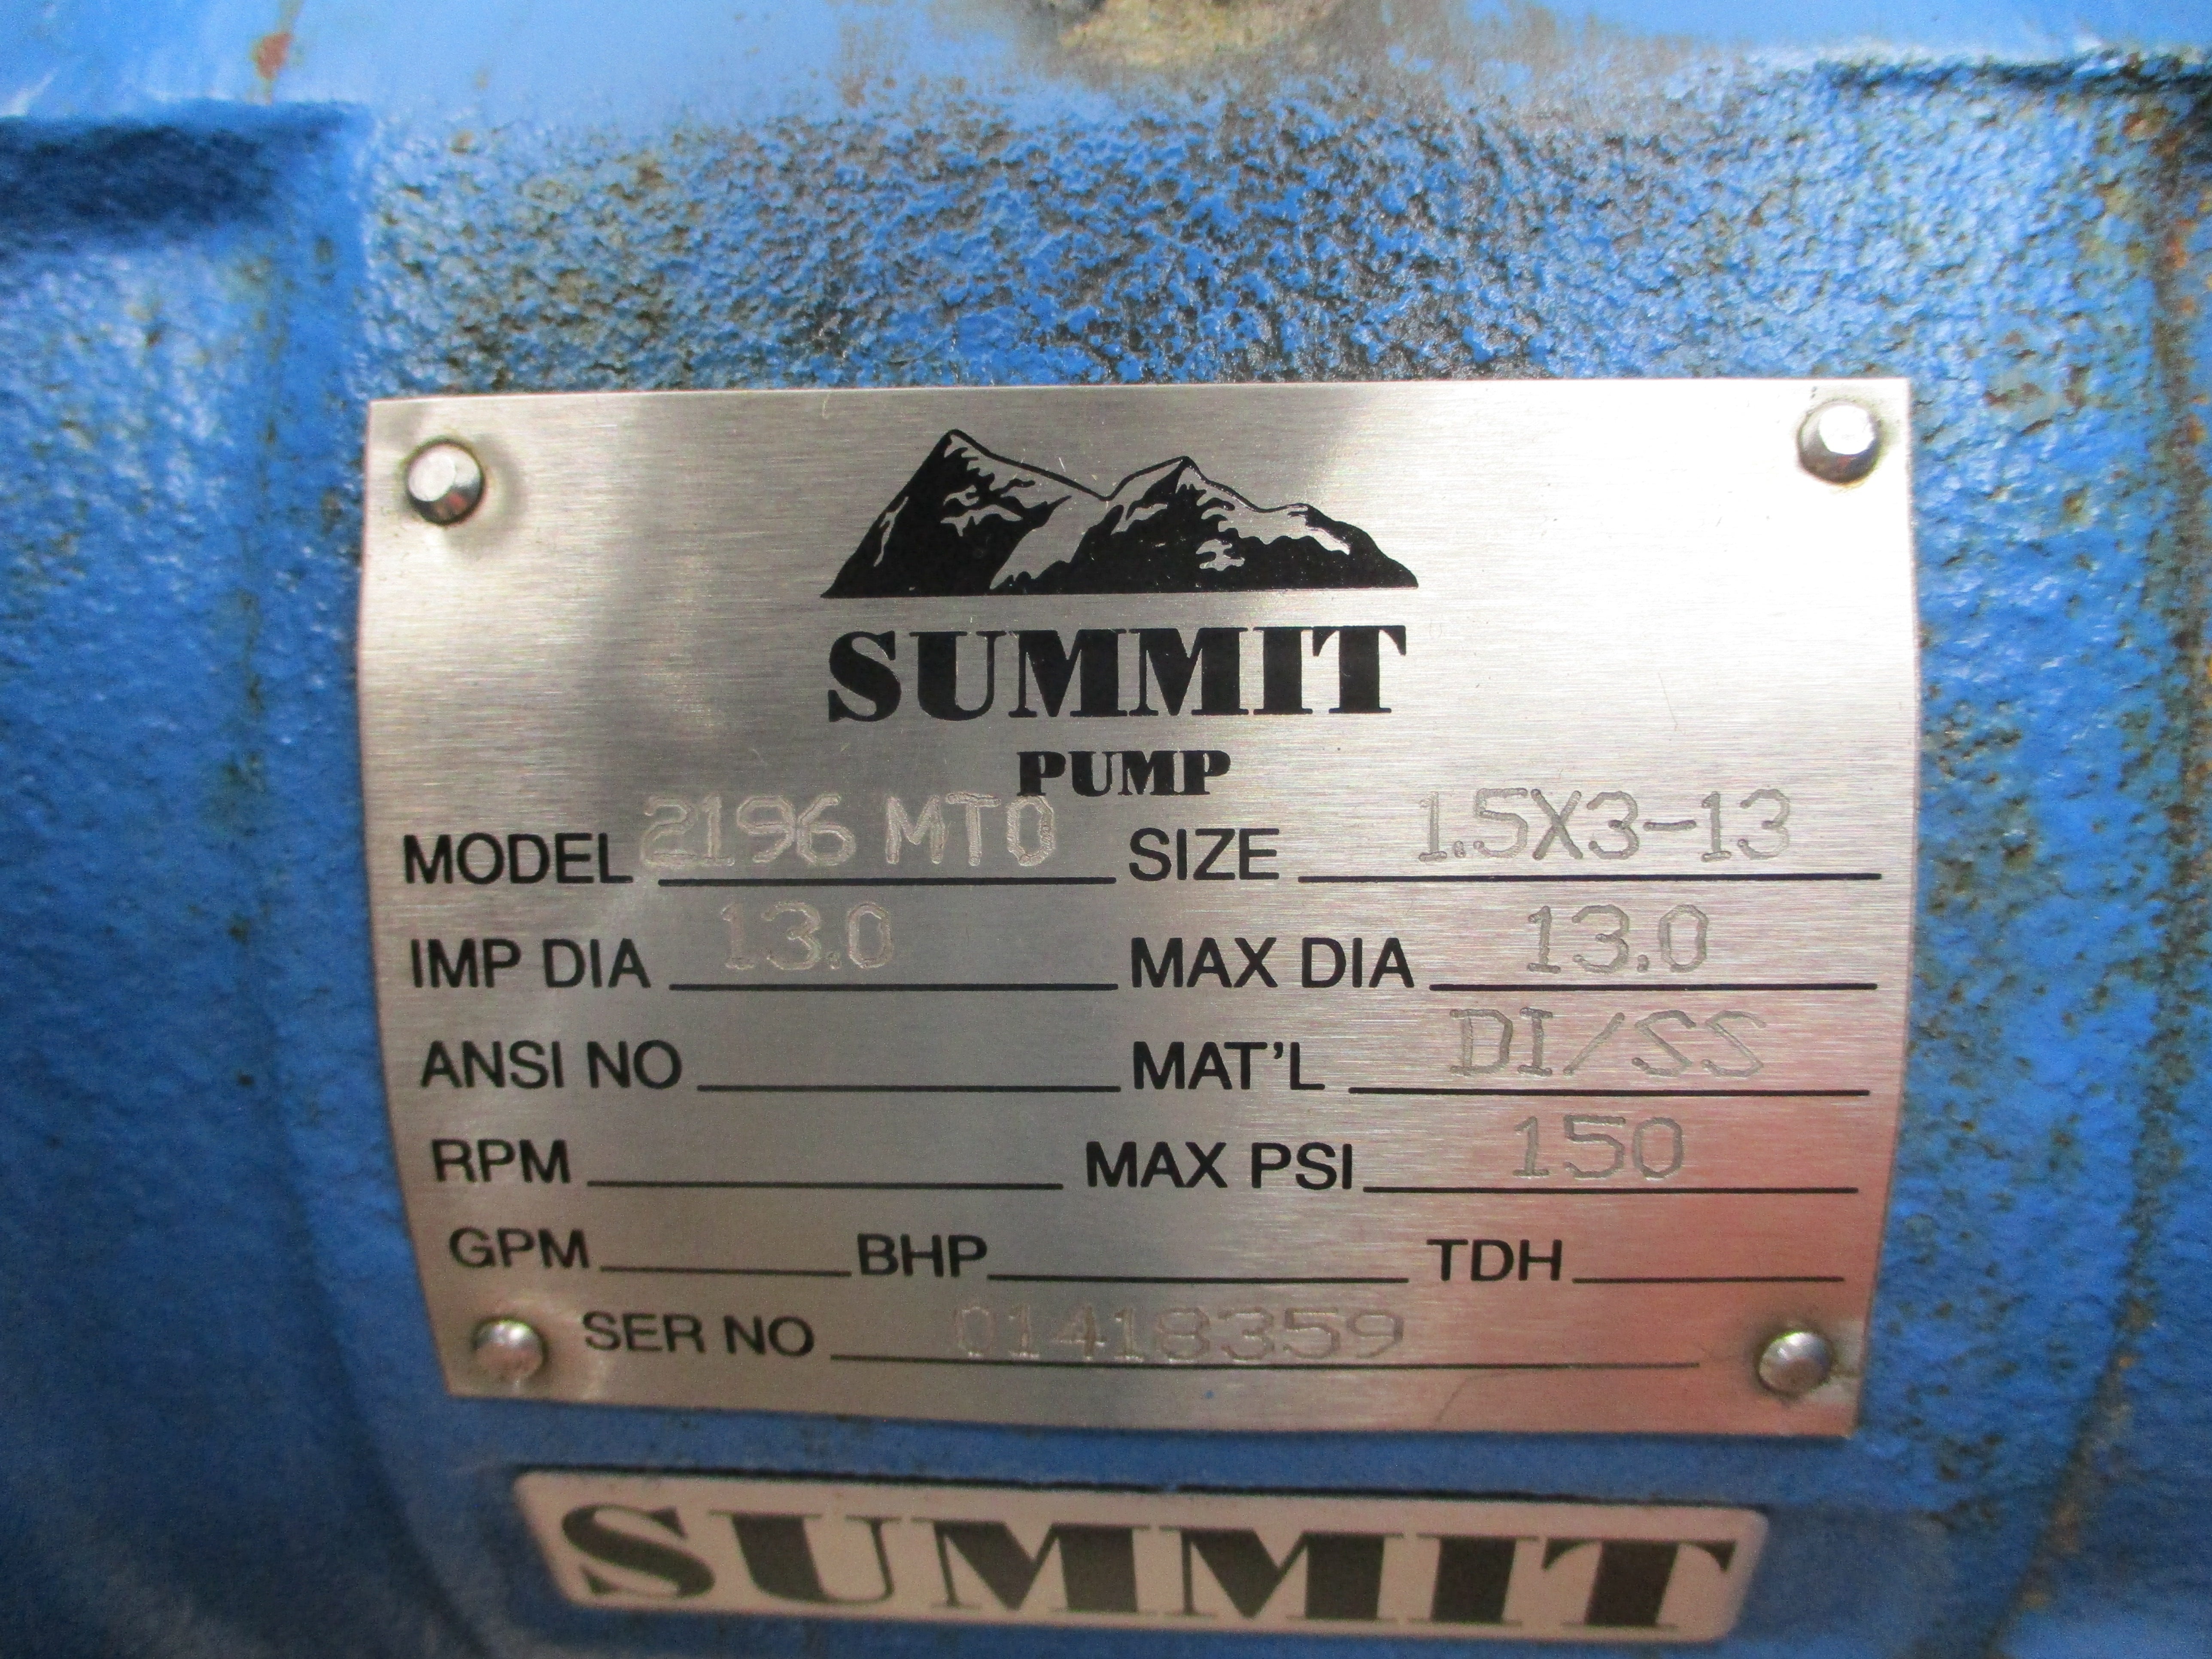 SUMMIT
PUMP
MODEL 2196 MTO SIZE 1.5X3-13
IMP DIA 13.0 MAX DIA 13.0
ANSI NO MAT'L DI/SS
RPM MAX PSI 150
GPM BHP TDH
SER NO 01418359
SUMMIT